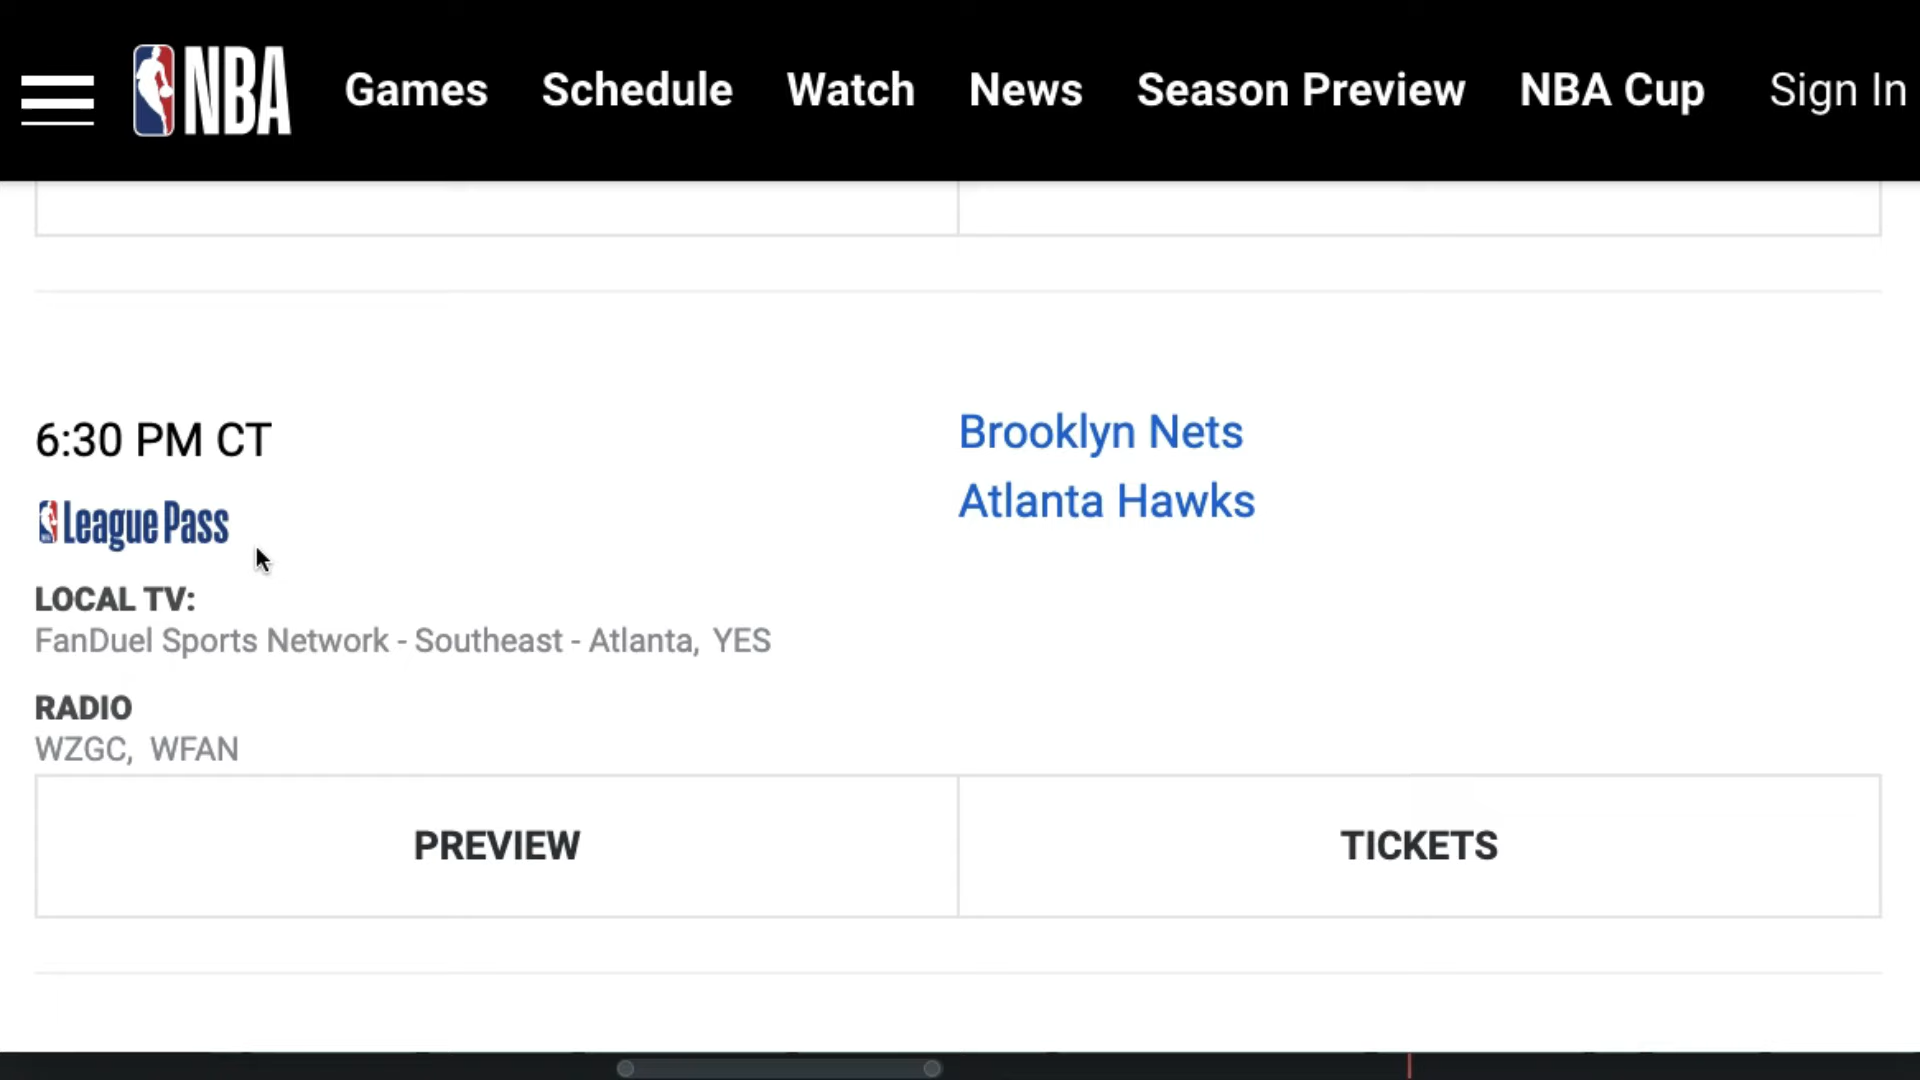 NBA Games Schedule Watch News Season Preview NBA Cup Sign In
6:30 PM CT
Brooklyn Nets
Atlanta Hawks
League Pass
LOCAL TV:
FanDuel Sports Network - Southeast - Atlanta, YES
RADIO
WZGC, WFAN
PREVIEW TICKETS